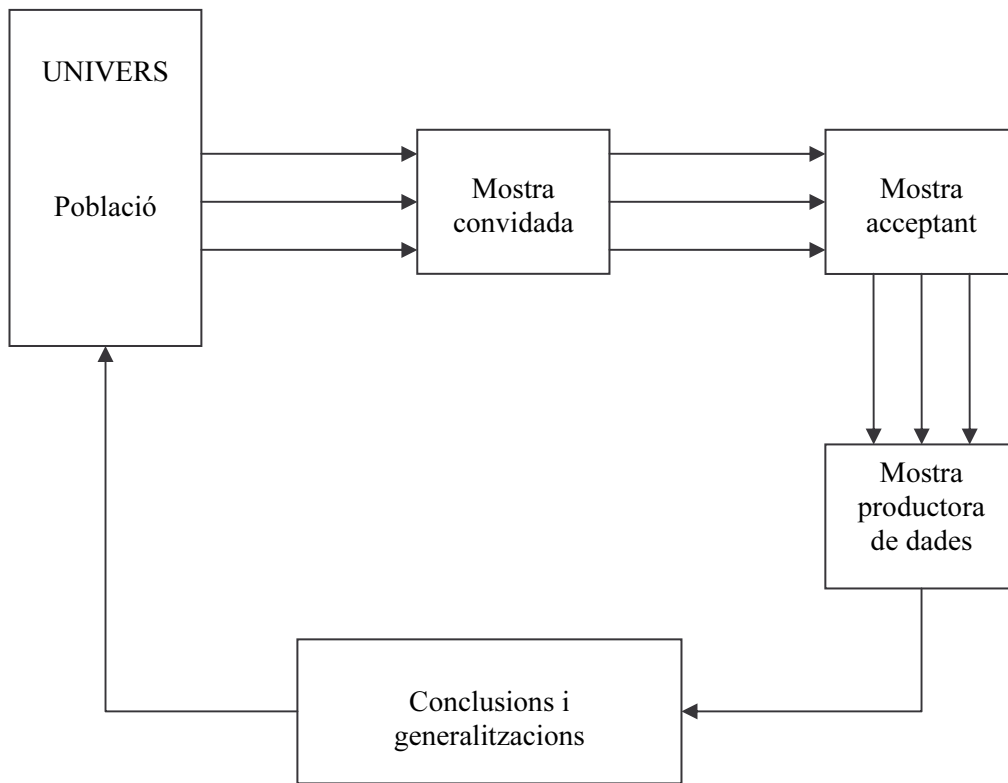 UNIVERS
Població
Mostra
convidada
Mostra
acceptant
Mostra
productora
de dades
Conclusions i
generalitzacions